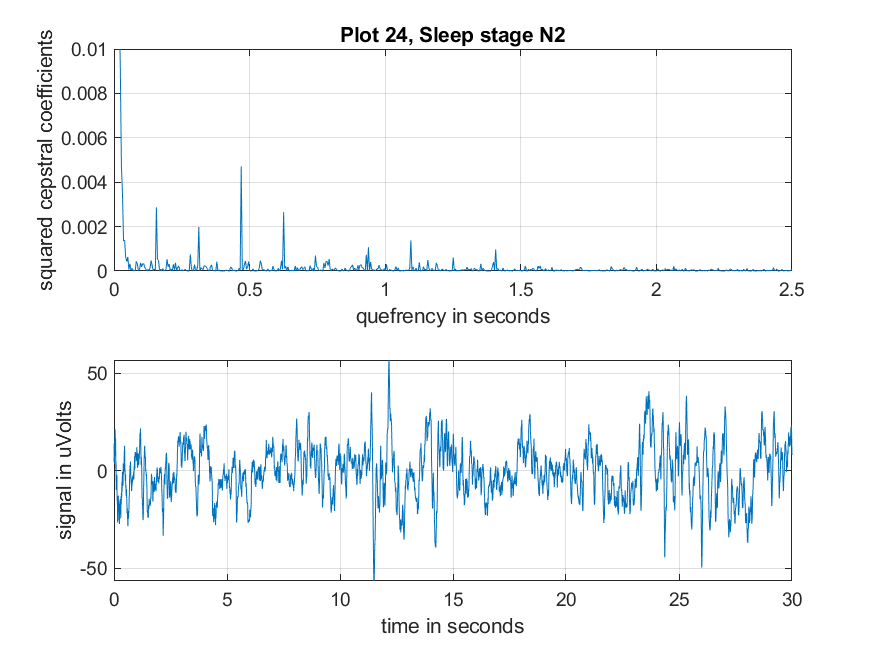 Plot 24, Sleep stage N2
squared cepstral coefficients
0.01
0.008
0.006
0.004
0.002
0
0 0.5 1 1.5 2 2.5
quefrency in seconds
signal in uVolts
50
0
-50
0 5 10 15 20 25 30
time in seconds